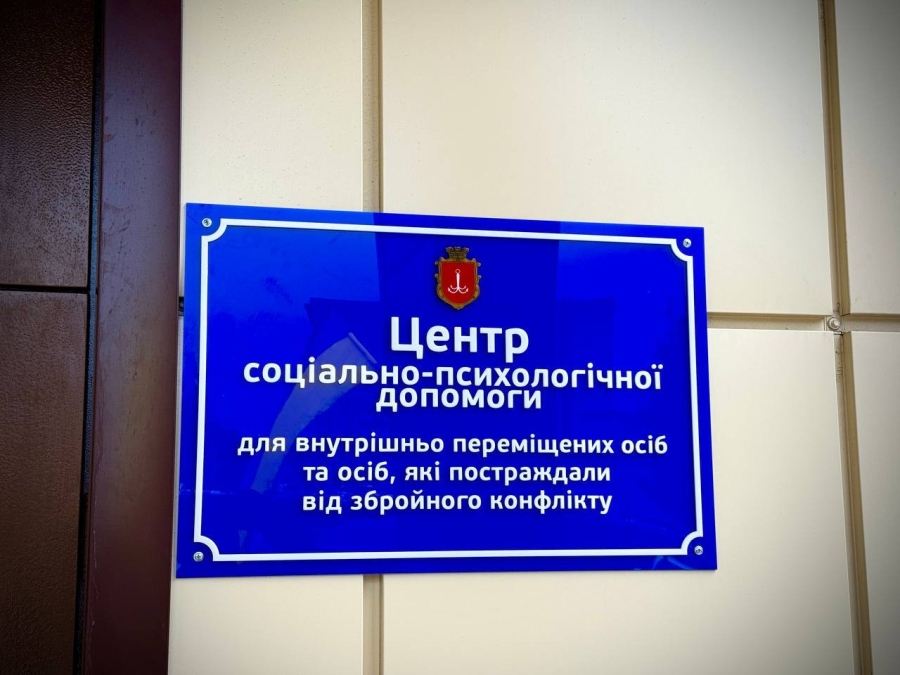 Центр
соціально-психологічної
допомоги
для внутрішньо переміщених осіб
та осіб, які постраждали
від збройного конфлікту